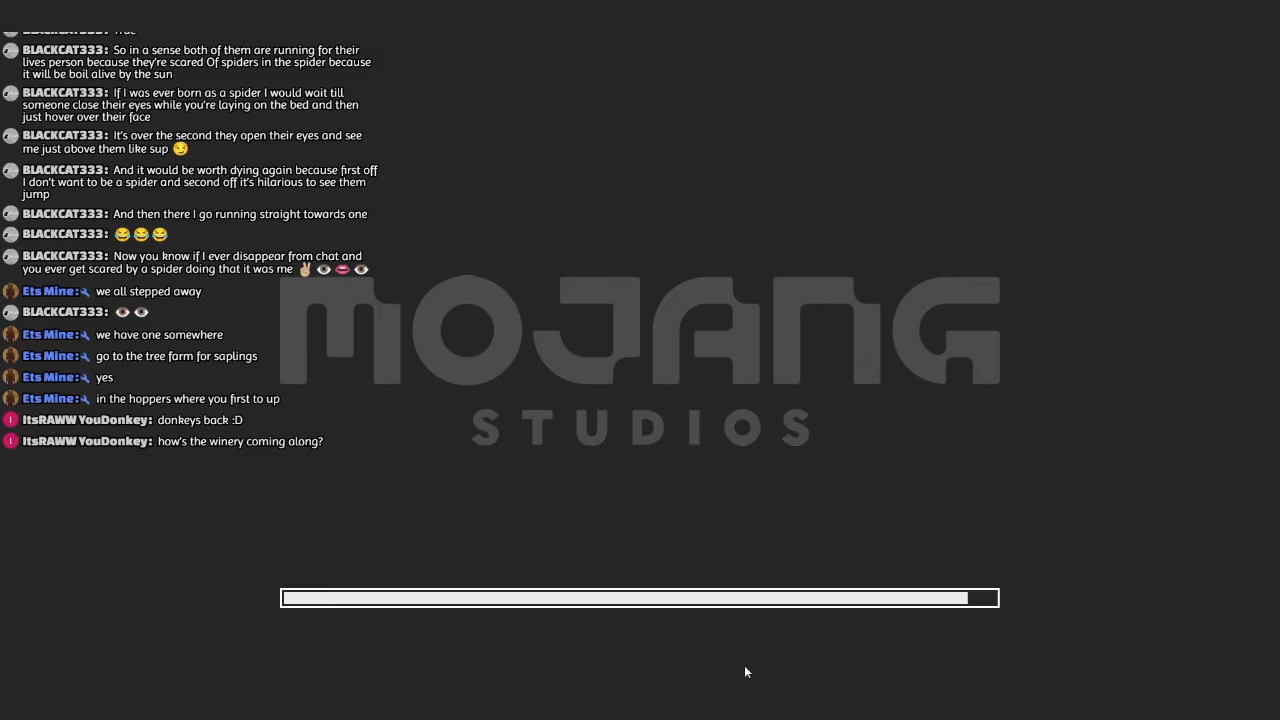 True
BLACKCAT333: So in a sense both of them are running for their
lives person because they're scared Of spiders in the spider because
it will be boil alive by the sun
BLACKCAT333: If I was ever born as a spider I would wait till
someone close their eyes while you're laying on the bed and then
just hover over their face
BLACKCAT333: It's over the second they open their eyes and see
me just above them like sup 😏
BLACKCAT333: And it would be worth dying again because first off
I don't want to be a spider and second off it's hilarious to see them
jump
BLACKCAT333: And then there I go running straight towards one
BLACKCAT333: 😂 😂 😂
BLACKCAT333: Now you know if I ever disappear from chat and
you ever get scared by a spider doing that it was me ✌🏼 👁 👄 👁
Ets Mine: we all stepped away
BLACKCAT333: 👁 👁
Ets Mine: we have one somewhere
Ets Mine: go to the tree farm for saplings
Ets Mine: yes
Ets Mine: in the hoppers where you first to up
I ItsRAWW YouDonkey: donkeys back :D
I ItsRAWW YouDonkey: how's the winery coming along?
MOJANG
STUDIOS